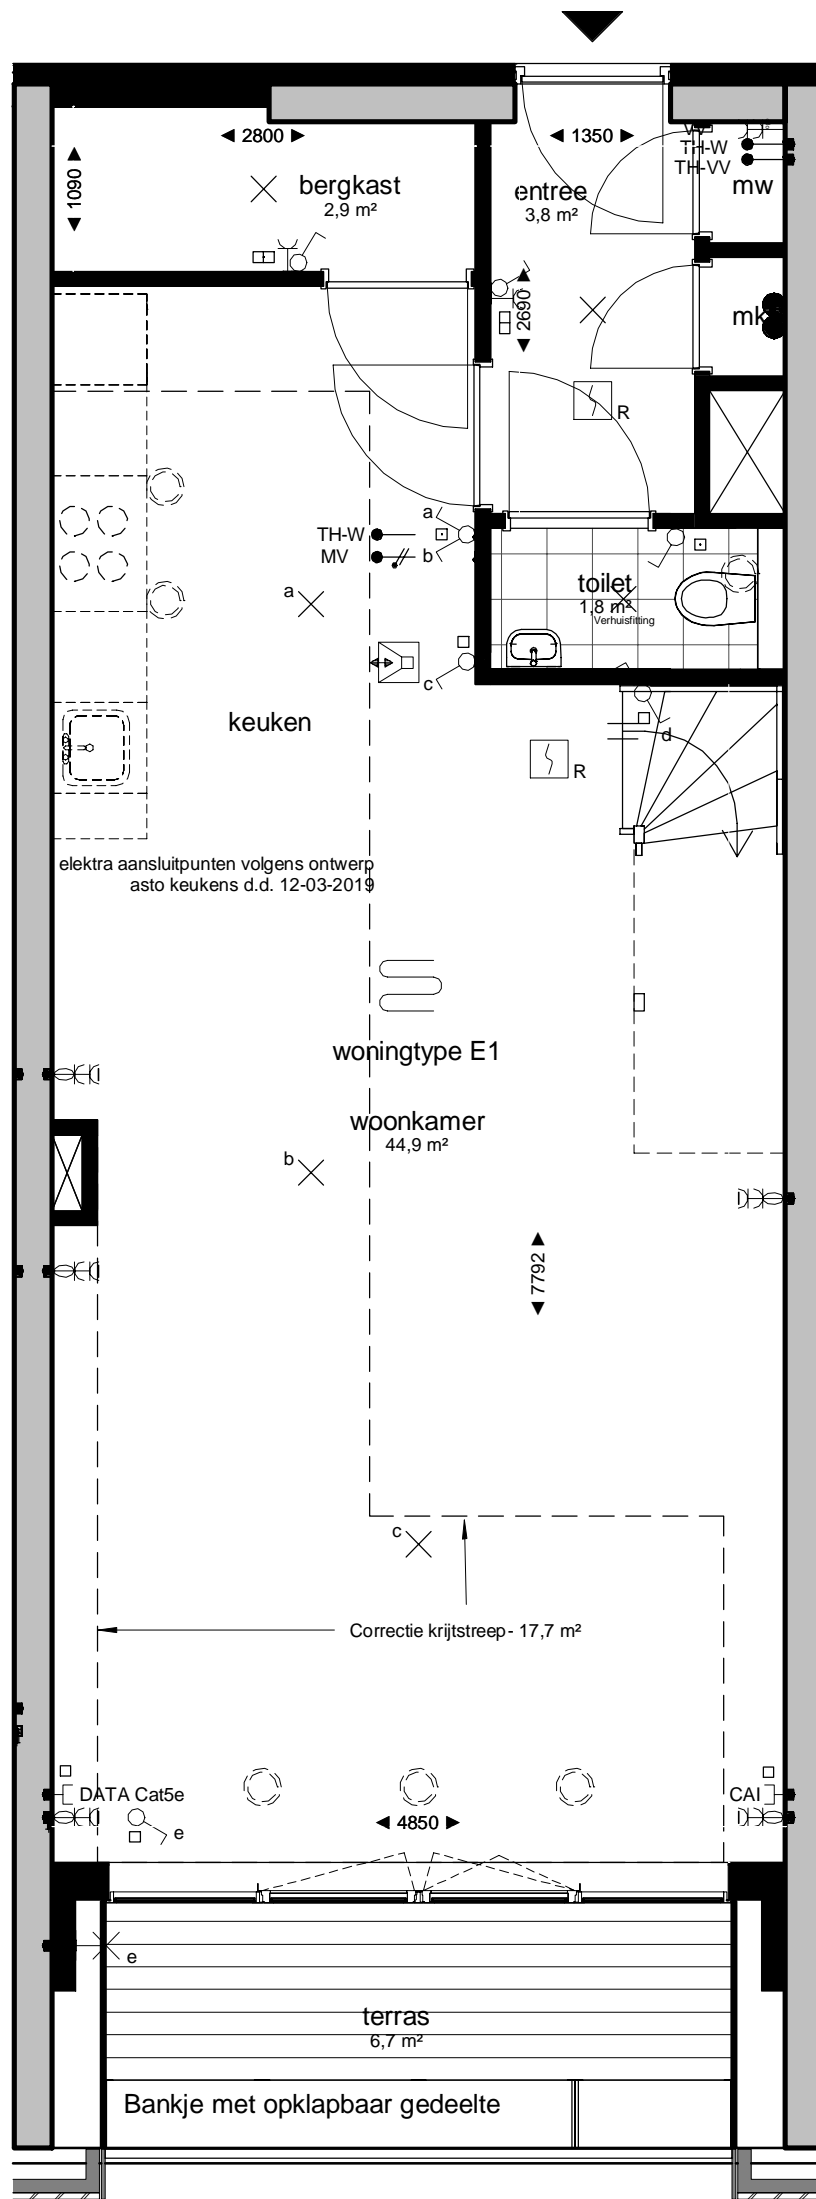 2800
1350
1090
bergkast
2,9 m²
entree
3,8 m²
TH-W
TH-VV
mw
2690
mk
R
a
TH-W
b
MV
a
toilet
1,8 m²
Verhuisfitting
c
keuken
d
R
elektra aansluitpunten volgens ontwerp
asto keukens d.d. 12-03-2019
woningtype E1
woonkamer
44,9 m²
b
7792
c
Correctie krijtstreep - 17,7 m²
DATA Cat5e
CAI
4850
e
e
terras
6,7 m²
Bankje met opklapbaar gedeelte